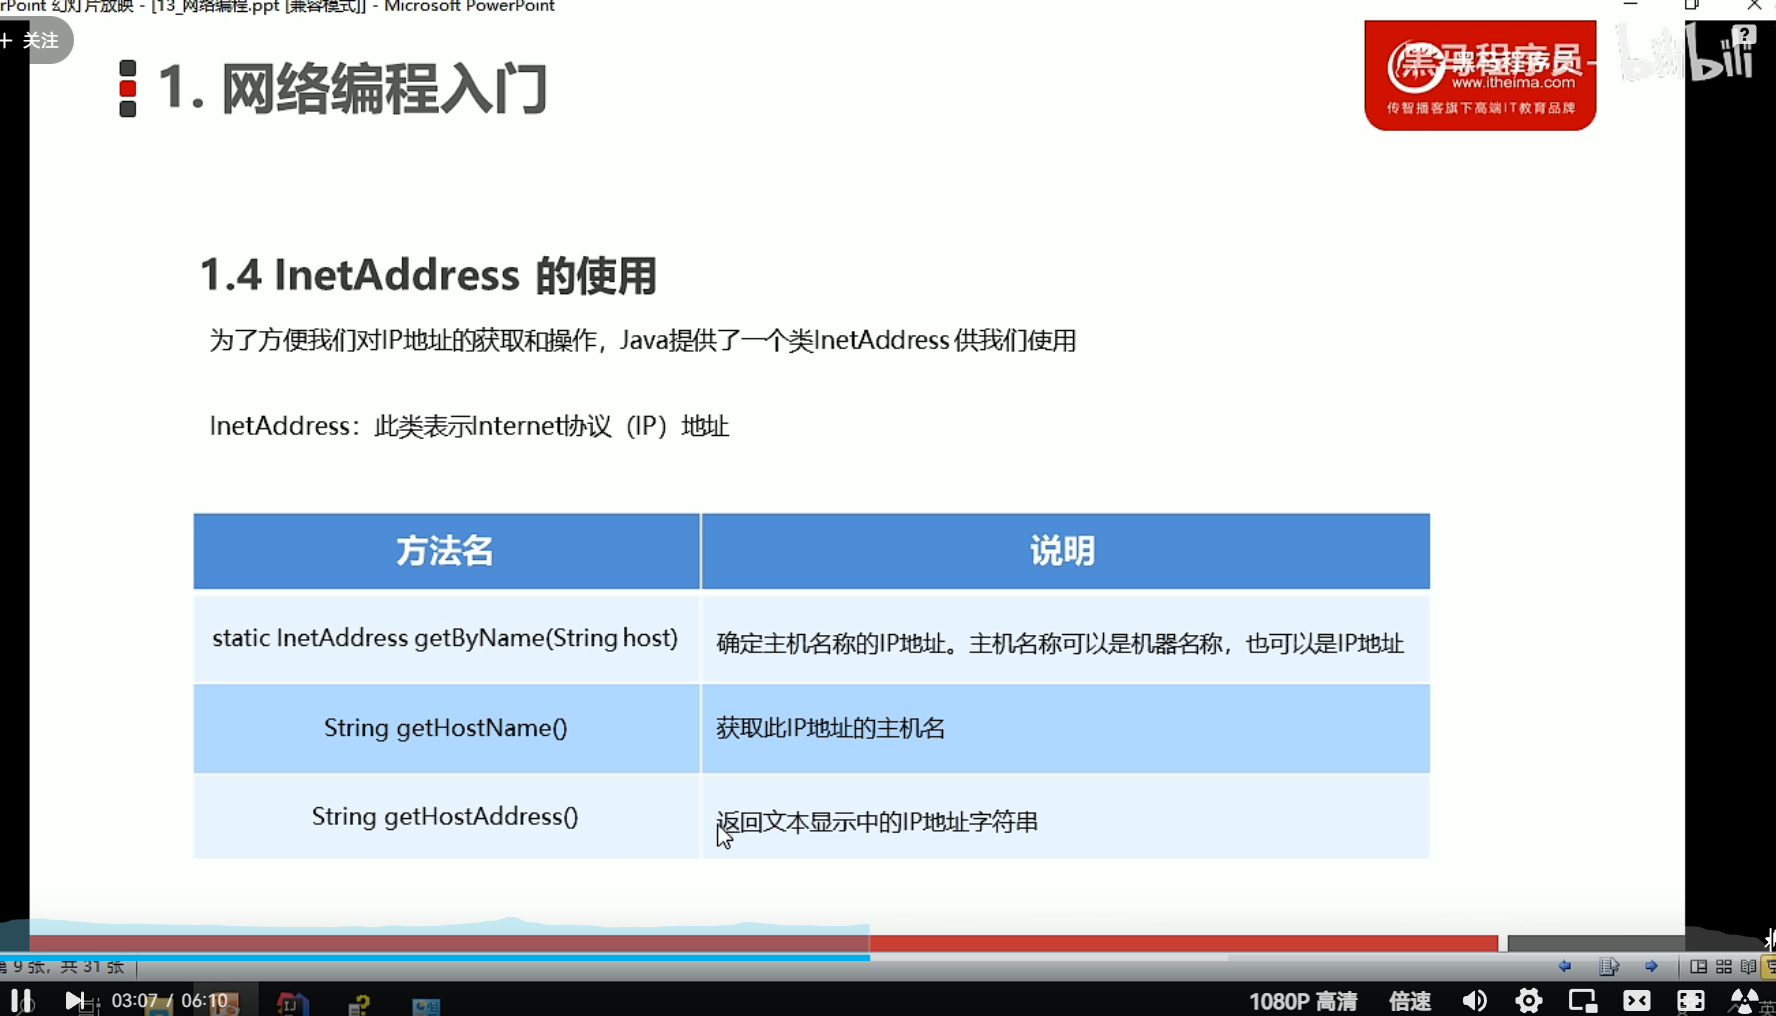 rPoint 幻灯片放映 - [13_网络编程.ppt [兼容模式]] - Microsoft PowerPoint
+ 关注
1. 网络编程入门
黑马程序员-
bilibili
www.itheima.com
传智播客旗下高端IT教育品牌
1.4 InetAddress 的使用
为了方便我们对IP地址的获取和操作，Java提供了一个类InetAddress 供我们使用
InetAddress：此类表示Internet协议（IP）地址
方法名 说明
static InetAddress getByName(String host) 确定主机名称的IP地址。主机名称可以是机器名称，也可以是IP地址
String getHostName() 获取此IP地址的主机名
String getHostAddress() 返回文本显示中的IP地址字符串
第 9 张，共 31 张
03:07 / 06:10 1080P 高清 倍速 英